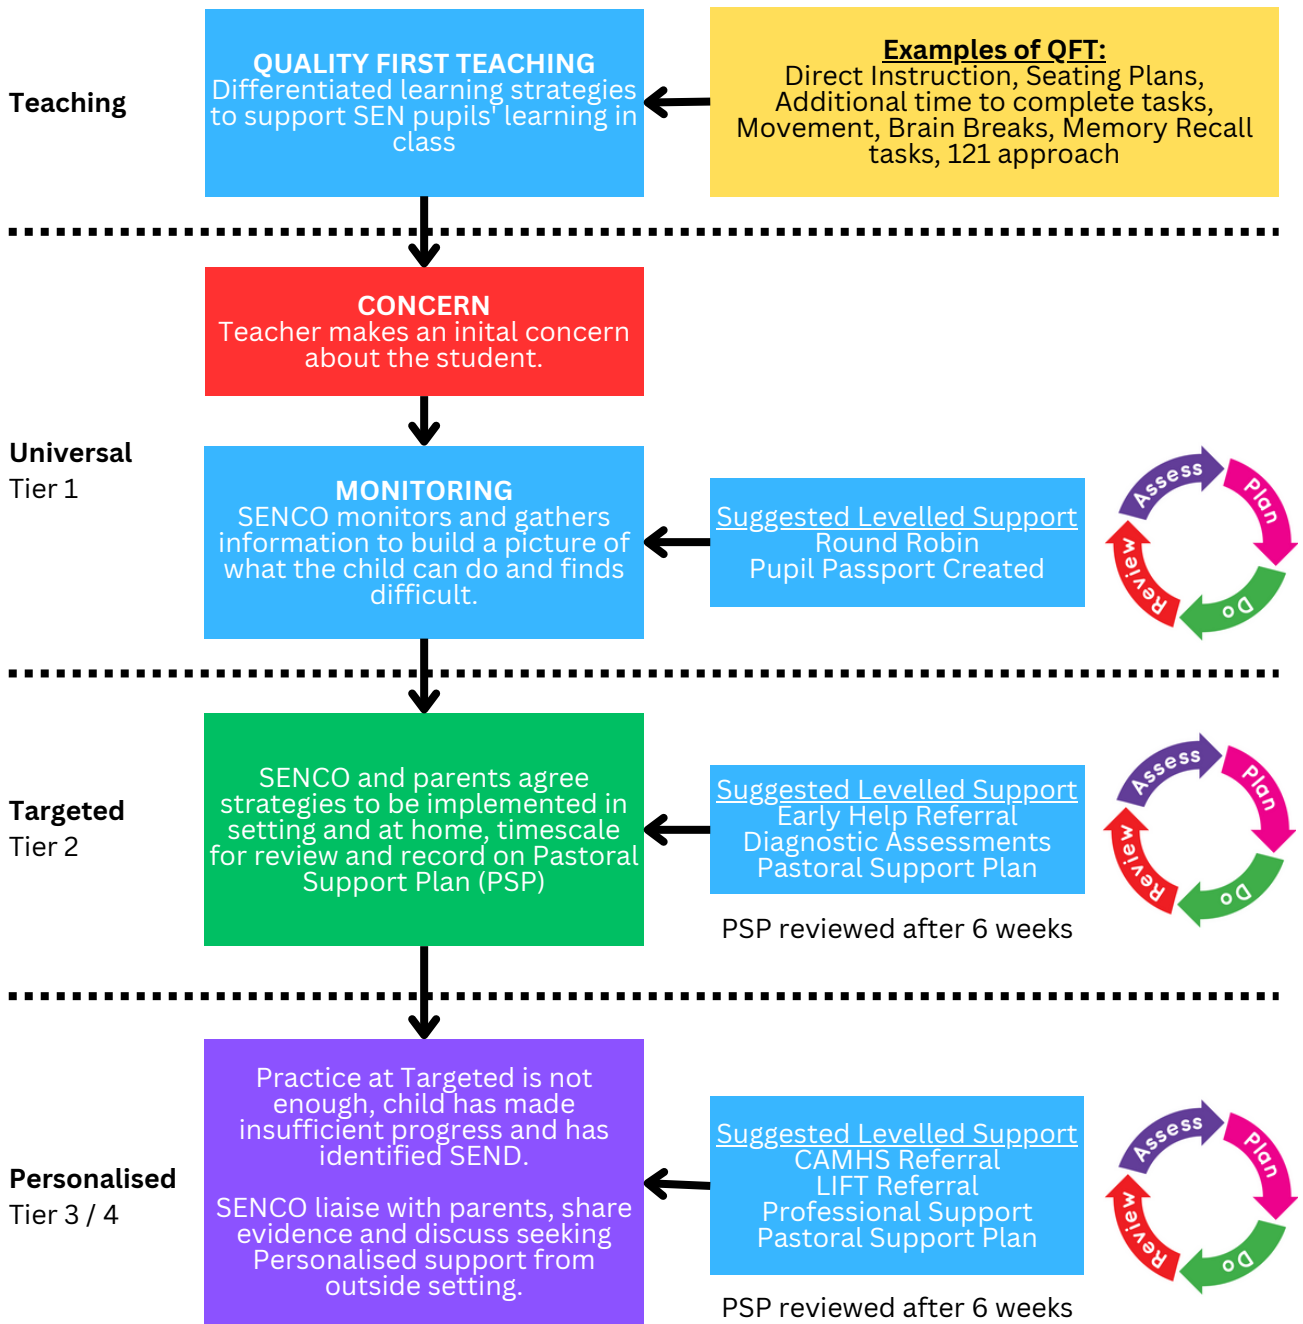 Teaching
QUALITY FIRST TEACHING
Differentiated learning strategies
to support SEN pupils' learning in
class
Examples of QFT:
Direct Instruction, Seating Plans,
Additional time to complete tasks,
Movement, Brain Breaks, Memory Recall
tasks, 121 approach
CONCERN
Teacher makes an inital concern
about the student.
Universal
Tier 1
MONITORING
SENCO monitors and gathers
information to build a picture of
what the child can do and finds
difficult.
Suggested Levelled Support
Round Robin
Pupil Passport Created
Assess
Plan
Do
Review
Targeted
Tier 2
SENCO and parents agree
strategies to be implemented in
setting and at home, timescale
for review and record on Pastoral
Support Plan (PSP)
Suggested Levelled Support
Early Help Referral
Diagnostic Assessments
Pastoral Support Plan
PSP reviewed after 6 weeks
Assess
Plan
Do
Review
Personalised
Tier 3 / 4
Practice at Targeted is not
enough, child has made
insufficient progress and has
identified SEND.
SENCO liaise with parents, share
evidence and discuss seeking
Personalised support from
outside setting.
Suggested Levelled Support
CAMHS Referral
LIFT Referral
Professional Support
Pastoral Support Plan
PSP reviewed after 6 weeks
Assess
Plan
Do
Review